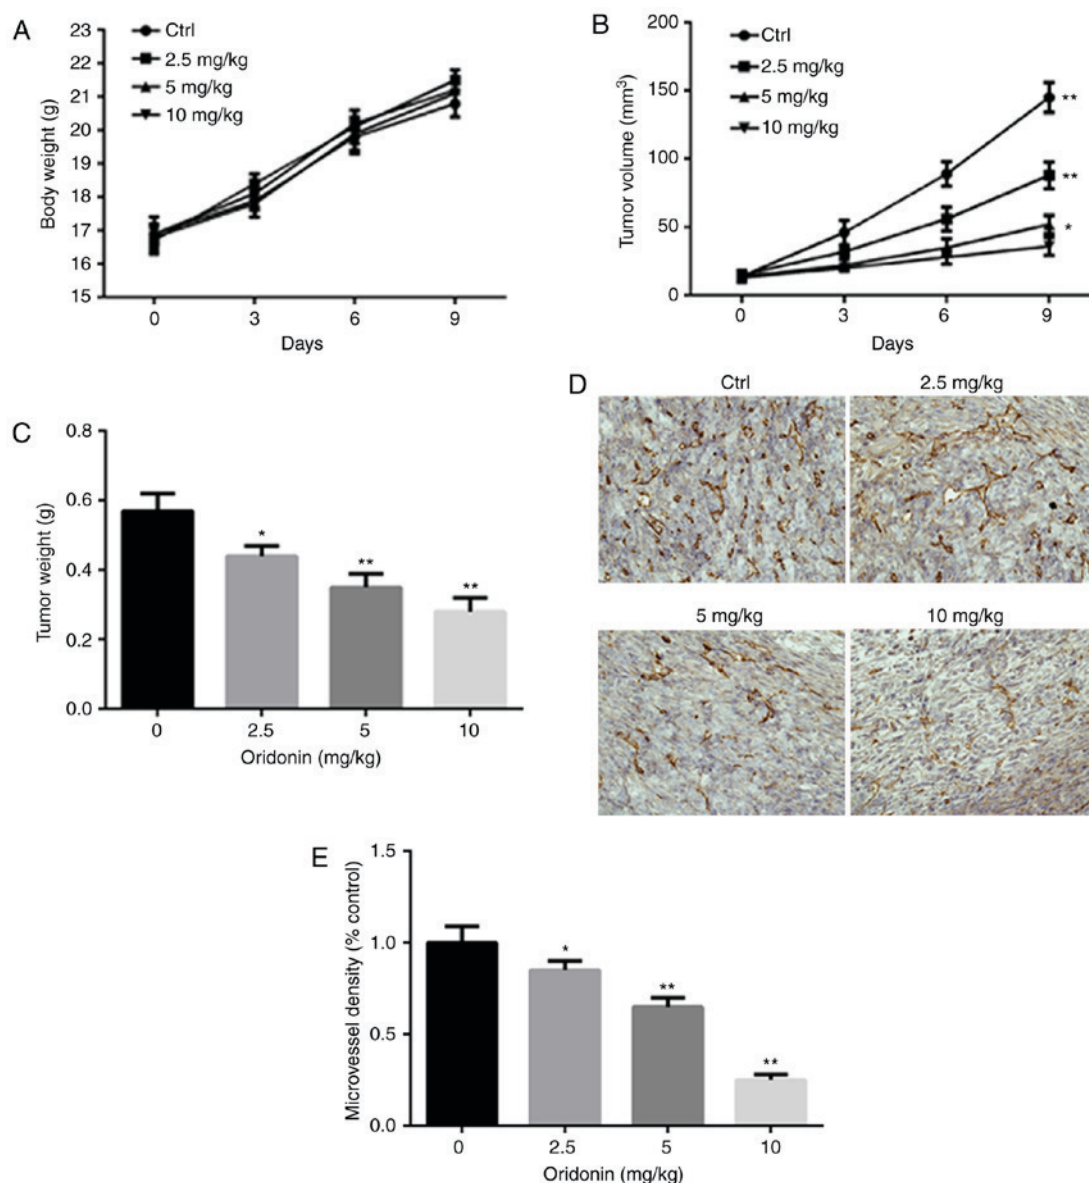 A
Ctrl
2.5 mg/kg
5 mg/kg
10 mg/kg
Body weight (g)
23
22
21
20
19
18
17
16
15
0 3 6 9
Days
B
Ctrl
2.5 mg/kg
5 mg/kg
10 mg/kg
Tumor volume (mm³)
200
150
100
50
0
**
**
*
0 3 6 9
Days
C
Tumor weight (g)
0.8
0.6
0.4
0.2
0.0
*
**
**
0 2.5 5 10
Oridonin (mg/kg)
D
Ctrl 2.5 mg/kg
5 mg/kg 10 mg/kg
E
Microvessel density (% control)
1.5
1.0
0.5
0.0
*
**
**
0 2.5 5 10
Oridonin (mg/kg)